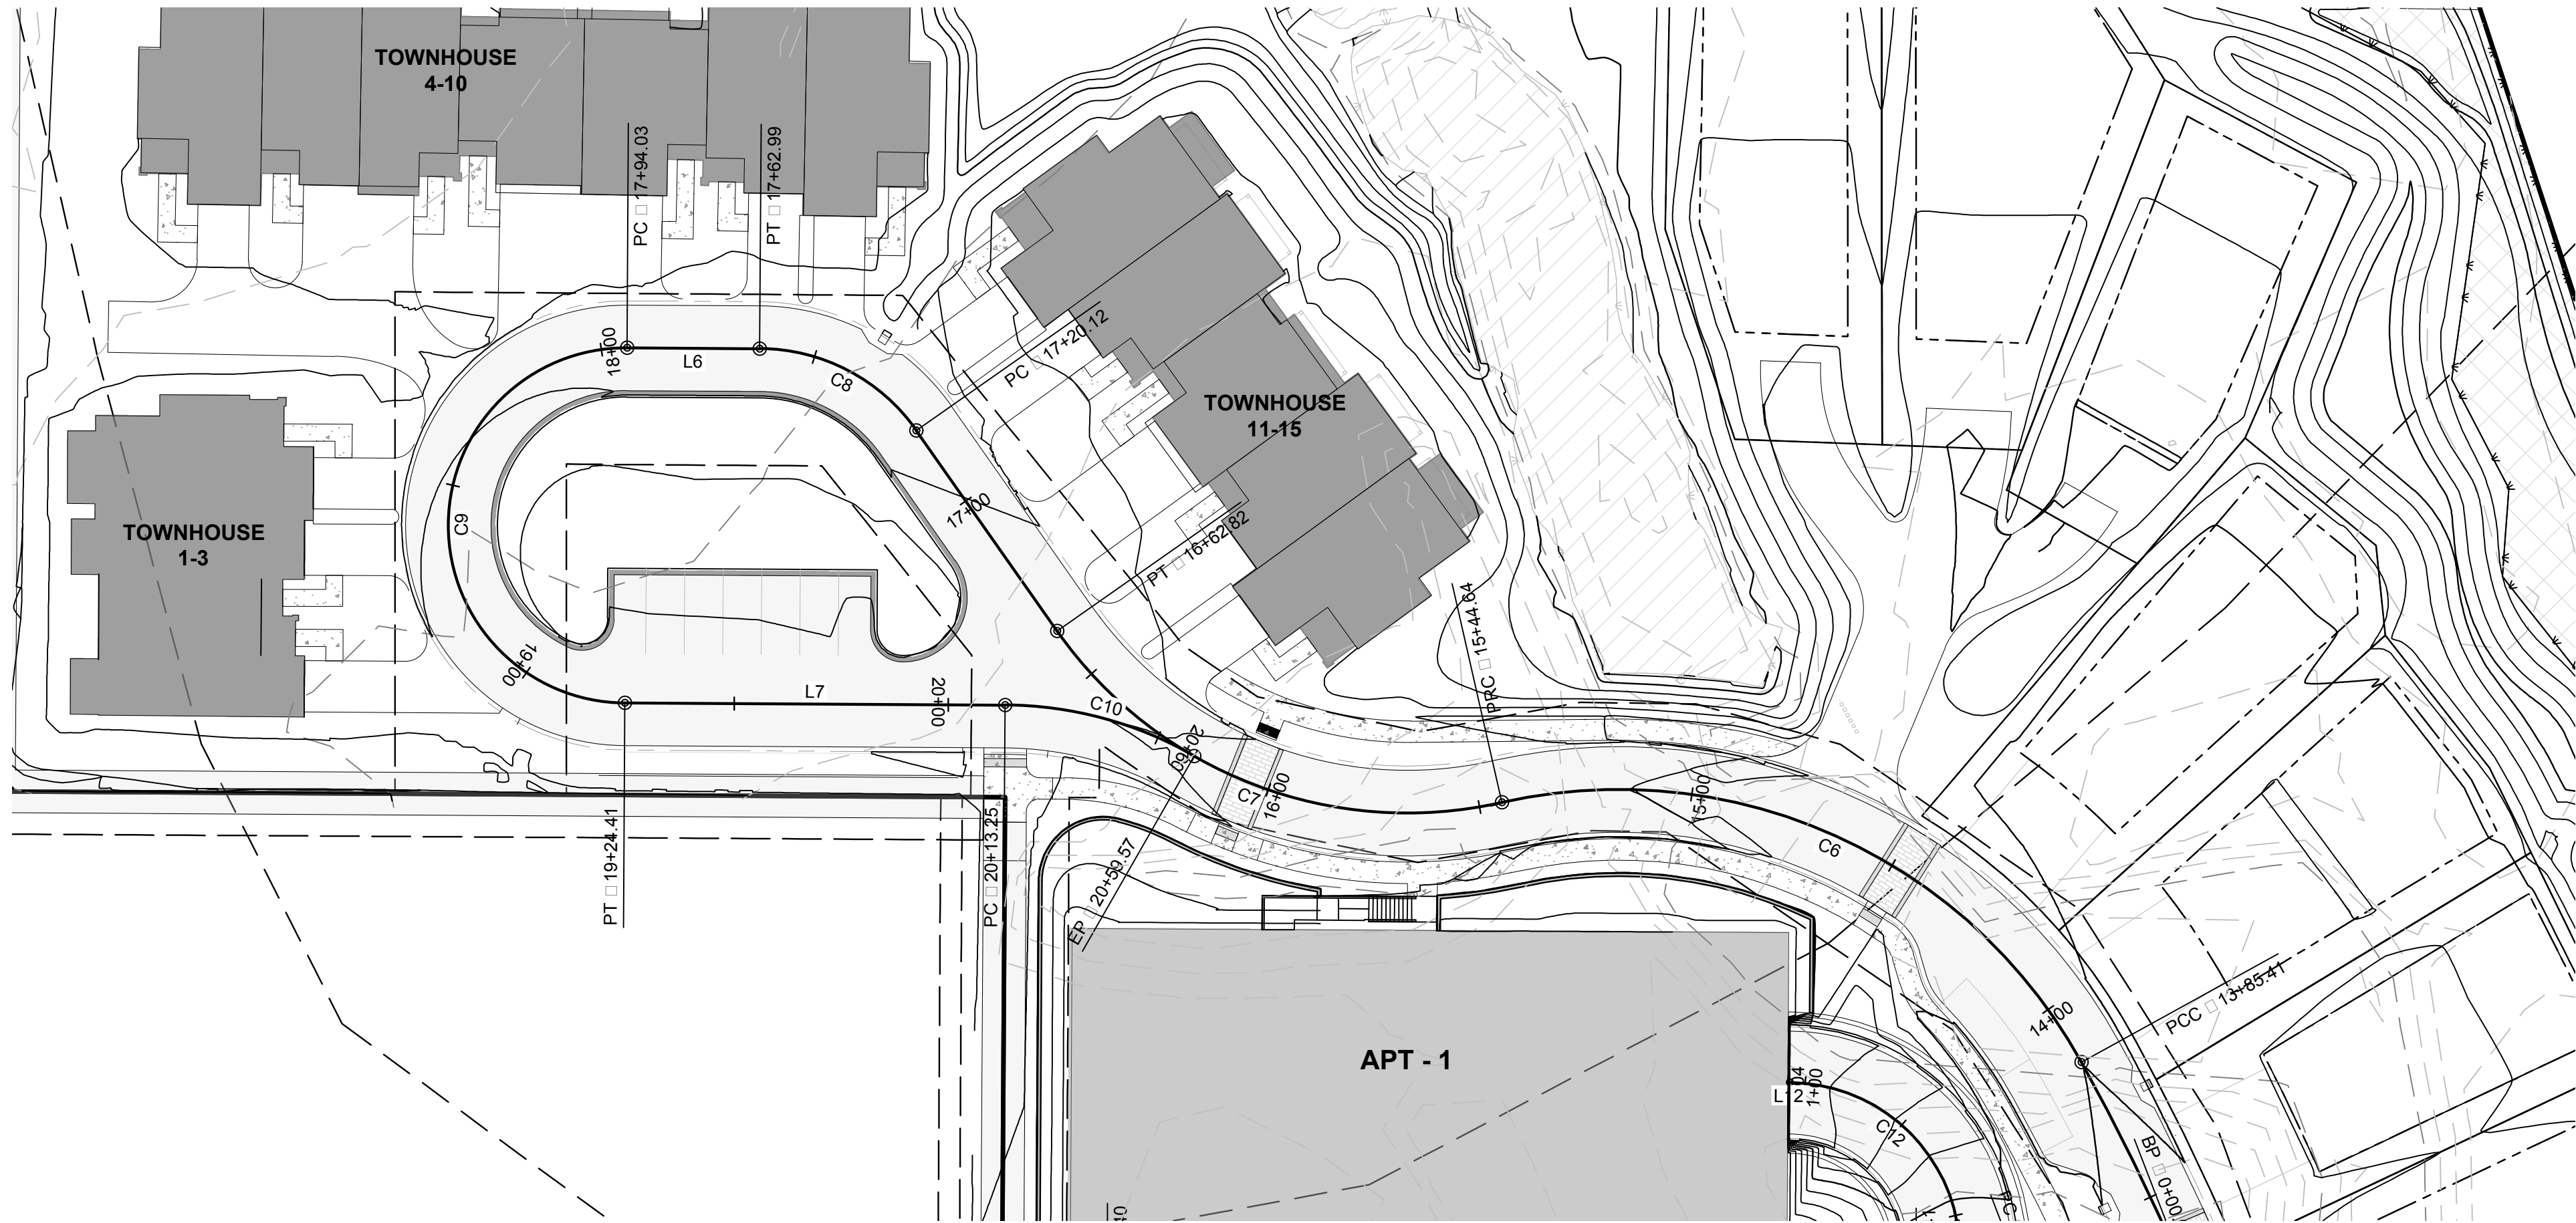 TOWNHOUSE
4-10
PC □ 17+94.03
PT □ 17+62.99
18+00
L6
C8
PC □ 17+20.12
TOWNHOUSE
11-15
17+00
C9
TOWNHOUSE
1-3
PT □ 16+62.82
PRC □ 15+44.64
19+00
L7
20+00
C10
20+60
C7
16+00
15+00
C6
PT □ 19+24.41
PC □ 20+13.25
EP □ 20+59.57
14+00
PCC □ 13+85.41
APT - 1
L12
1+00
C12
BP □ 0+00
PC